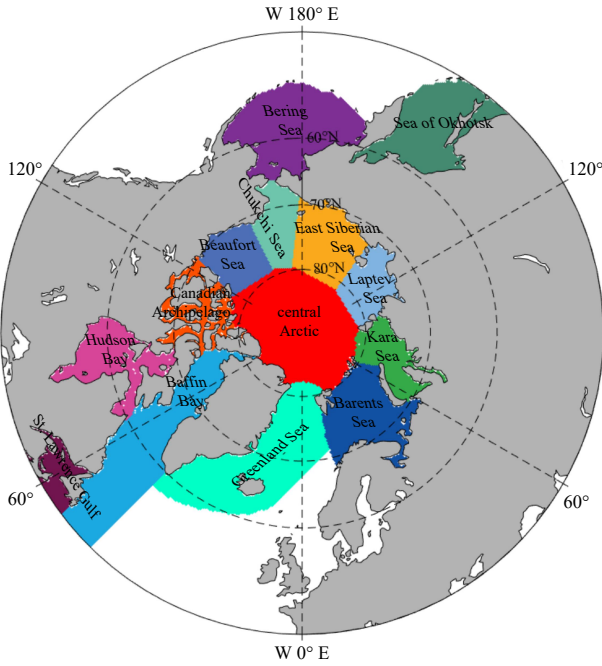 W 180° E
Bering
Sea
60°N
Sea of Okhotsk
120°
120°
Chukchi Sea
70°N
East Siberian
Sea
Beaufort
Sea
80°N
Laptev
Sea
Canadian
Archipelago
central
Arctic
Hudson
Bay
Kara
Sea
Baffin
Bay
Barents
Sea
Greenland Sea
St. Lawrence Gulf
60°
60°
W 0° E